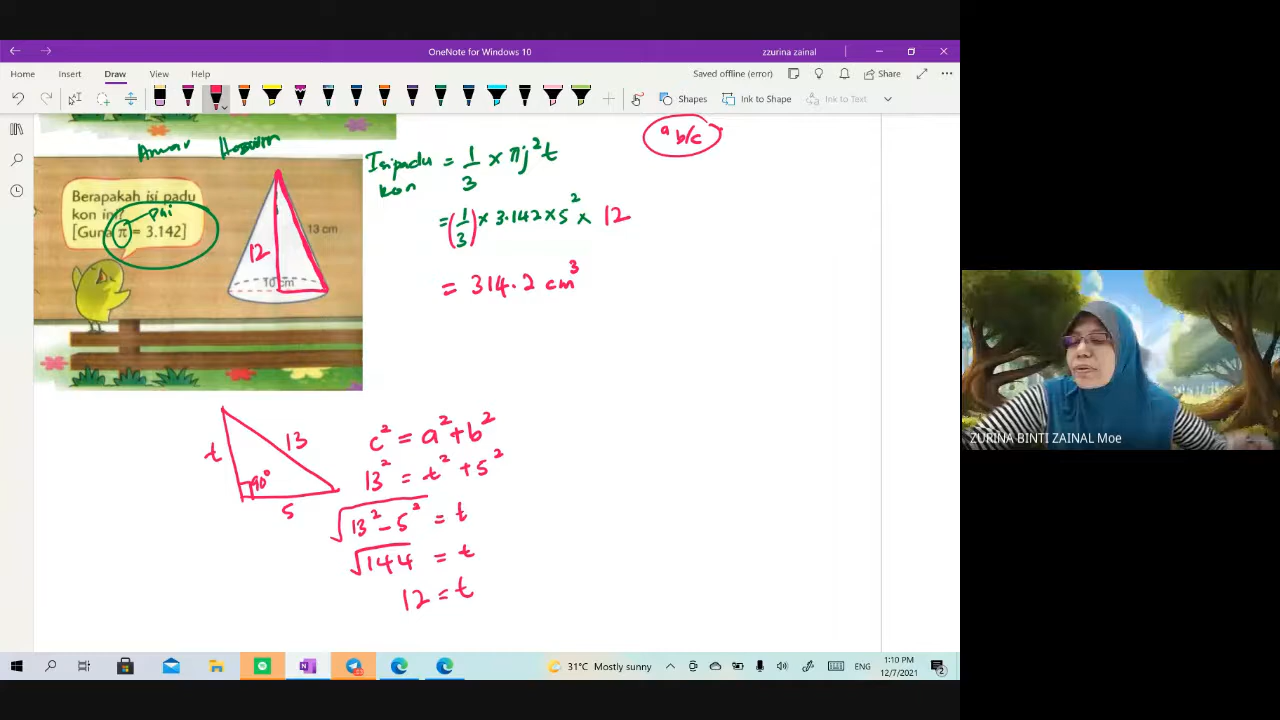 OneNote for Windows 10
zzurina zainal
Home Insert Draw View Help
Saved offline (error)
Share
Shapes
Ink to Shape
Ink to Text
a b/c
Anwar
Isipadu kon = 1/3 × πj²t
= (1/3) × 3.142 × 5² × 12
= 314.2 cm³
Berapakah isi padu
kon ini?
pai
[Guna π = 3.142]
13 cm
12
10 cm
t
13
90°
5
c² = a² + b²
13² = t² + 5²
√13² − 5² = t
√144 = t
12 = t
ZURINA BINTI ZAINAL Moe
31°C Mostly sunny
ENG
1:10 PM
12/7/2021
2